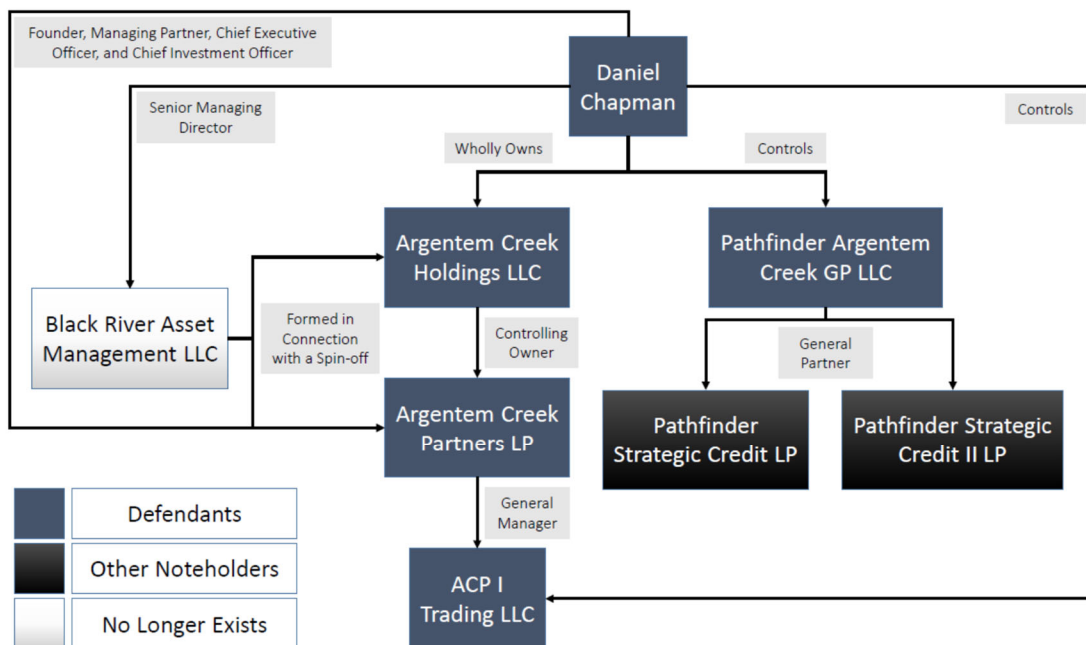 Founder, Managing Partner, Chief Executive
Officer, and Chief Investment Officer
Daniel
Chapman
Senior Managing
Director
Controls
Wholly Owns
Controls
Argentem Creek
Holdings LLC
Pathfinder Argentem
Creek GP LLC
Black River Asset
Management LLC
Formed in
Connection
with a Spin-off
Controlling
Owner
General
Partner
Argentem Creek
Partners LP
Pathfinder
Strategic Credit LP
Pathfinder Strategic
Credit II LP
Defendants
General
Manager
Other Noteholders
ACP I
Trading LLC
No Longer Exists